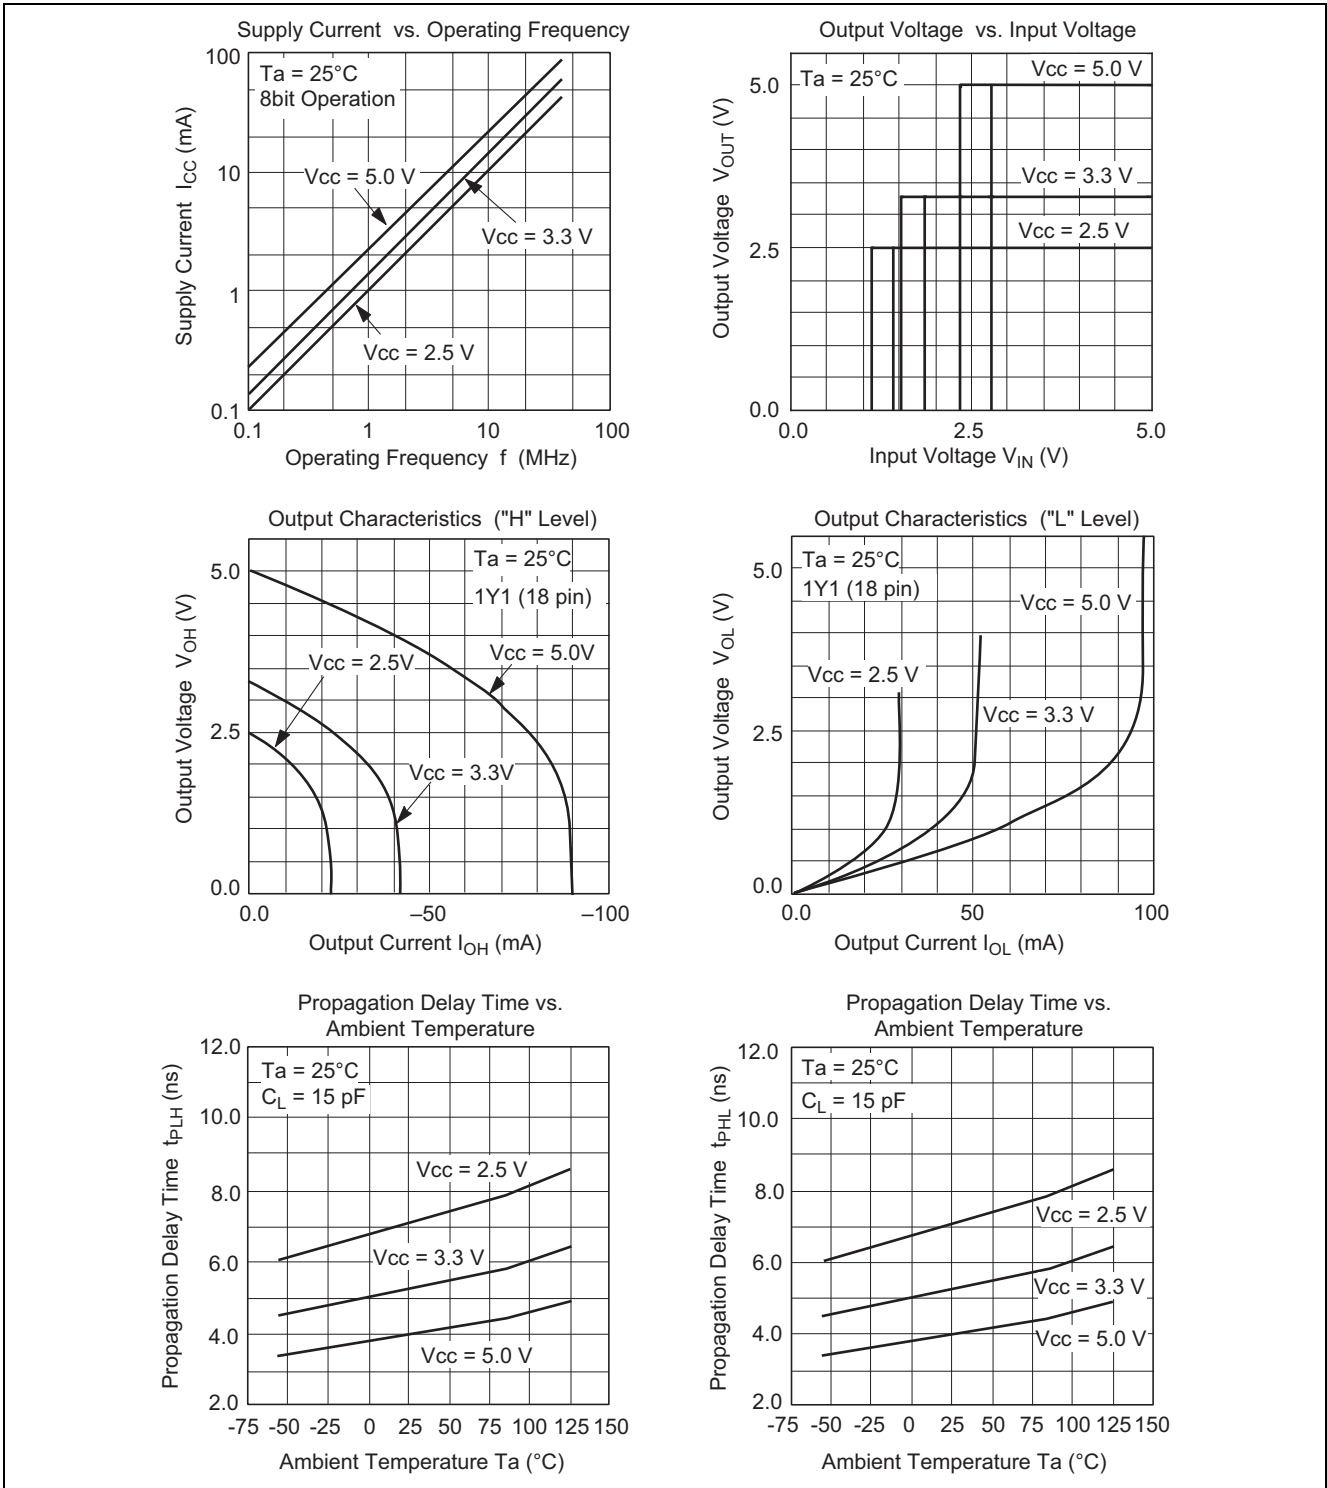 Supply Current vs. Operating Frequency
Ta = 25°C
8bit Operation
Vcc = 5.0 V
Vcc = 3.3 V
Vcc = 2.5 V
Supply Current ICC (mA)
100
10
1
0.1
0.1 1 10 100
Operating Frequency f (MHz)
Output Voltage vs. Input Voltage
Ta = 25°C
Vcc = 5.0 V
Vcc = 3.3 V
Vcc = 2.5 V
Output Voltage VOUT (V)
5.0
2.5
0.0
0.0 2.5 5.0
Input Voltage VIN (V)
Output Characteristics ("H" Level)
Ta = 25°C
1Y1 (18 pin)
Vcc = 5.0V
Vcc = 2.5V
Vcc = 3.3V
Output Voltage VOH (V)
5.0
2.5
0.0
0.0 –50 –100
Output Current IOH (mA)
Output Characteristics ("L" Level)
Ta = 25°C
1Y1 (18 pin)
Vcc = 5.0 V
Vcc = 2.5 V
Vcc = 3.3 V
Output Voltage VOL (V)
5.0
2.5
0.0
0.0 50 100
Output Current IOL (mA)
Propagation Delay Time vs.
Ambient Temperature
Ta = 25°C
CL = 15 pF
Vcc = 2.5 V
Vcc = 3.3 V
Vcc = 5.0 V
Propagation Delay Time tPLH (ns)
12.0
10.0
8.0
6.0
4.0
2.0
-75 -50 -25 0 25 50 75 100 125 150
Ambient Temperature Ta (°C)
Propagation Delay Time vs.
Ambient Temperature
Ta = 25°C
CL = 15 pF
Vcc = 2.5 V
Vcc = 3.3 V
Vcc = 5.0 V
Propagation Delay Time tPHL (ns)
12.0
10.0
8.0
6.0
4.0
2.0
-75 -50 -25 0 25 50 75 100 125 150
Ambient Temperature Ta (°C)